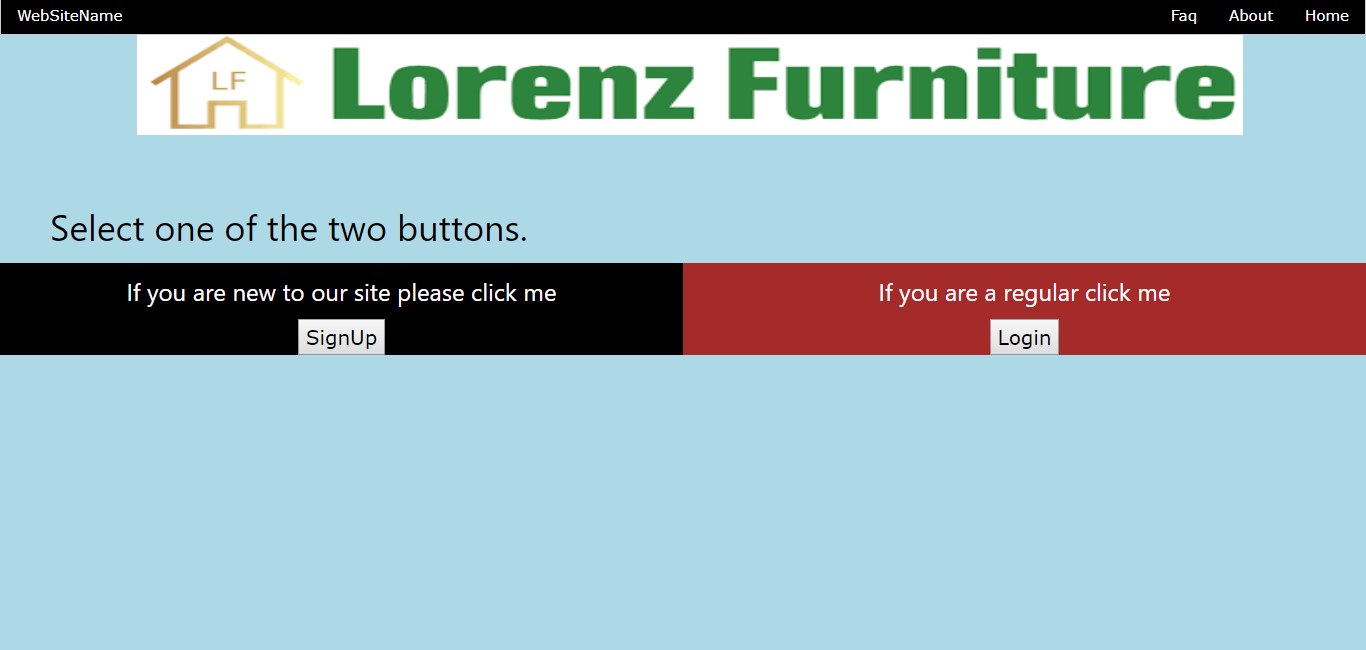 WebSiteName Faq About Home
LF Lorenz Furniture
Select one of the two buttons.
If you are new to our site please click me
SignUp
If you are a regular click me
Login